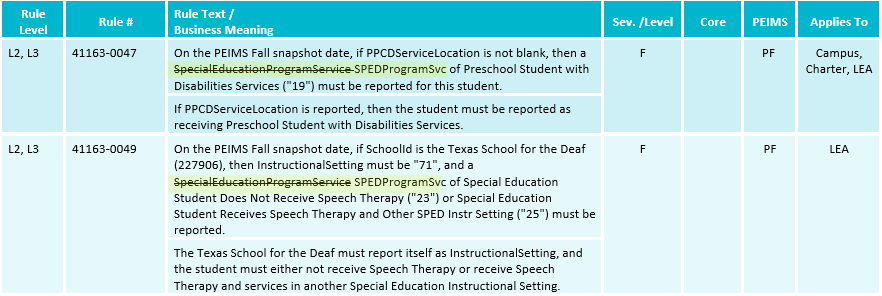 Rule Level
Rule #
Rule Text /
Business Meaning
Sev. /Level
Core
PEIMS
Applies To
L2, L3
41163-0047
On the PEIMS Fall snapshot date, if PPCDServiceLocation is not blank, then a
SpecialEducationProgramService SPEDProgramSvc of Preschool Student with
Disabilities Services ("19") must be reported for this student.
If PPCDServiceLocation is reported, then the student must be reported as
receiving Preschool Student with Disabilities Services.
F
PF
Campus,
Charter, LEA
L2, L3
41163-0049
On the PEIMS Fall snapshot date, if SchoolId is the Texas School for the Deaf
(227906), then InstructionalSetting must be "71", and a
SpecialEducationProgramService SPEDProgramSvc of Special Education
Student Does Not Receive Speech Therapy ("23") or Special Education
Student Receives Speech Therapy and Other SPED Instr Setting ("25") must be
reported.
The Texas School for the Deaf must report itself as InstructionalSetting, and
the student must either not receive Speech Therapy or receive Speech
Therapy and services in another Special Education Instructional Setting.
F
PF
LEA